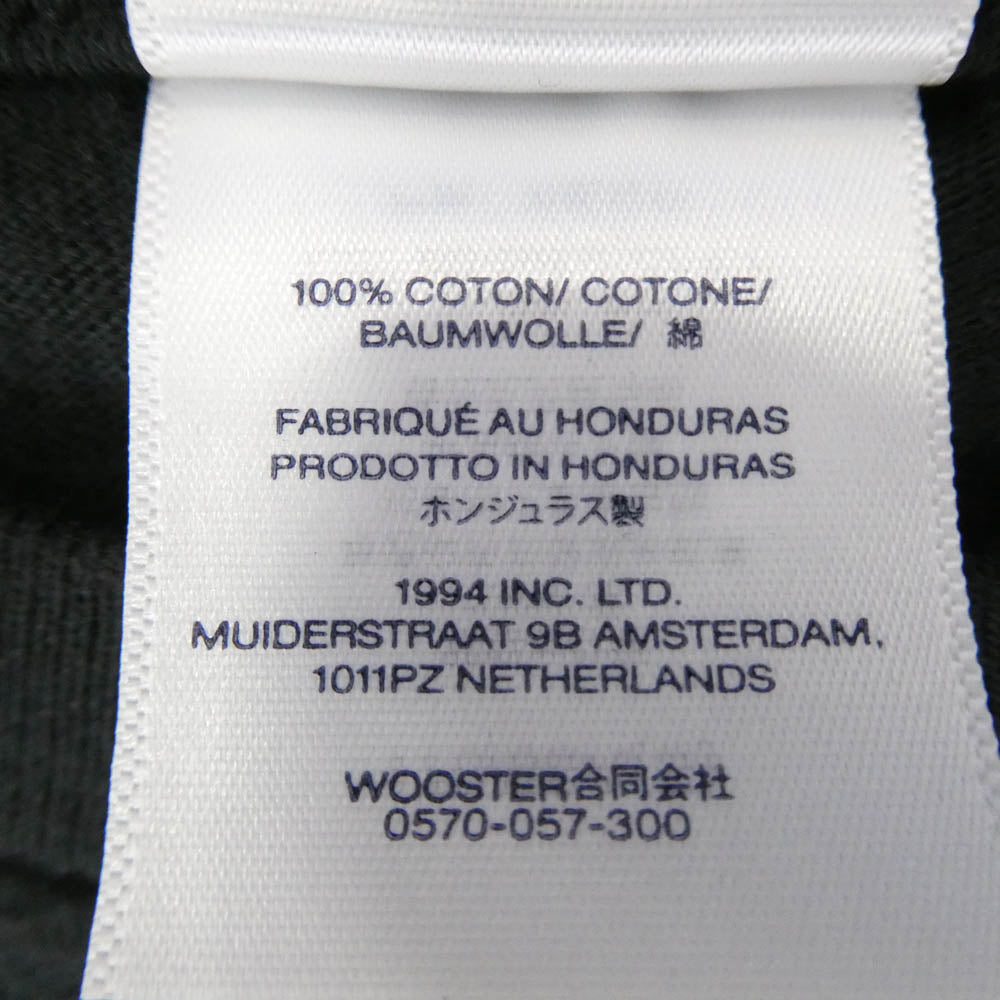 100% COTON/ COTONE/
BAUMWOLLE/ 綿
FABRIQUÉ AU HONDURAS
PRODOTTO IN HONDURAS
ホンジュラス製
1994 INC. LTD.
MUIDERSTRAAT 9B AMSTERDAM,
1011PZ NETHERLANDS
WOOSTER合同会社
0570-057-300